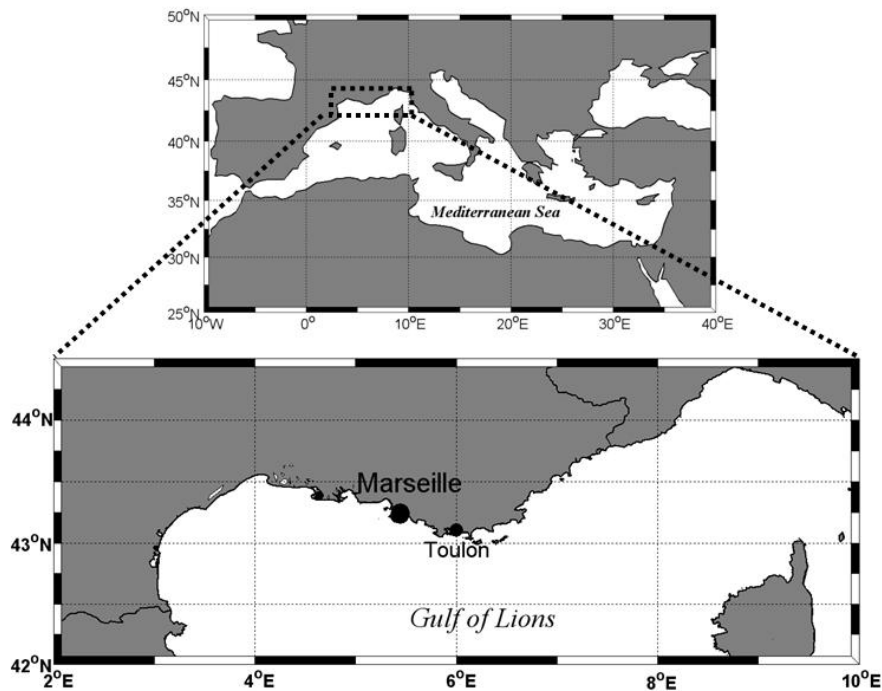 50°N
45°N
40°N
35°N
30°N
25°N
Mediterranean Sea
10°W 0° 10°E 20°E 30°E 40°E
44°N
43°N
42°N
Marseille
Toulon
Gulf of Lions
2°E 4°E 6°E 8°E 10°E